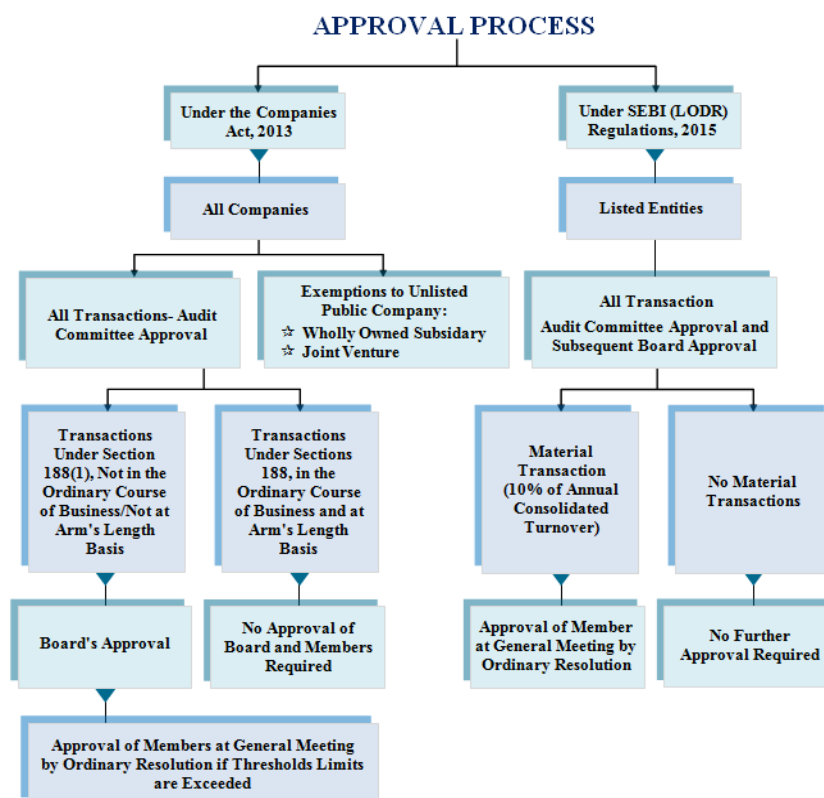 APPROVAL PROCESS
Under the Companies
Act, 2013
Under SEBI (LODR)
Regulations, 2015
All Companies
Listed Entities
All Transactions- Audit
Committee Approval
Exemptions to Unlisted
Public Company:
☆ Wholly Owned Subsidary
☆ Joint Venture
All Transaction
Audit Committee Approval and
Subsequent Board Approval
Transactions
Under Section
188(1), Not in the
Ordinary Course
of Business/Not at
Arm's Length
Basis
Transactions
Under Sections
188, in the
Ordinary Course
of Business and at
Arm's Length
Basis
Material
Transaction
(10% of Annual
Consolidated
Turnover)
No Material
Transactions
Board's Approval
No Approval of
Board and Members
Required
Approval of Member
at General Meeting by
Ordinary Resolution
No Further
Approval Required
Approval of Members at General Meeting
by Ordinary Resolution if Thresholds Limits
are Exceeded